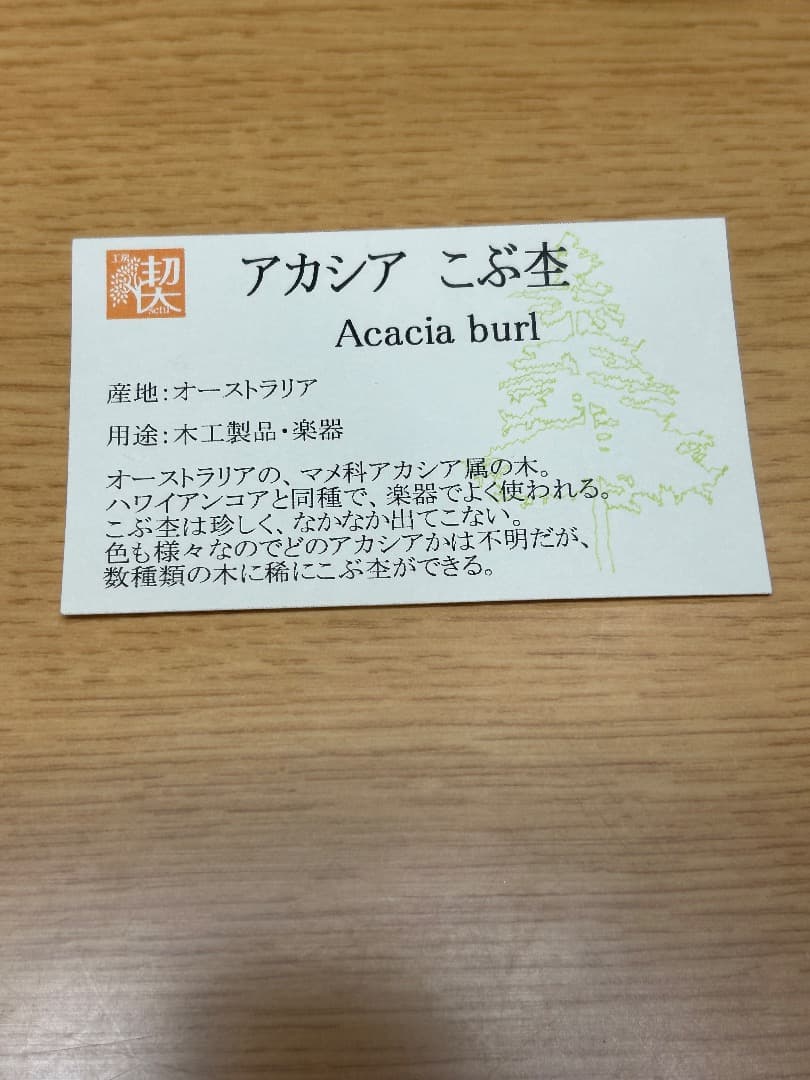 工房
契
setu
アカシア こぶ杢
Acacia burl
産地:オーストラリア
用途:木工製品・楽器
オーストラリアの、マメ科アカシア属の木。
ハワイアンコアと同種で、楽器でよく使われる。
こぶ杢は珍しく、なかなか出てこない。
色も様々なのでどのアカシアかは不明だが、
数種類の木に稀にこぶ杢ができる。